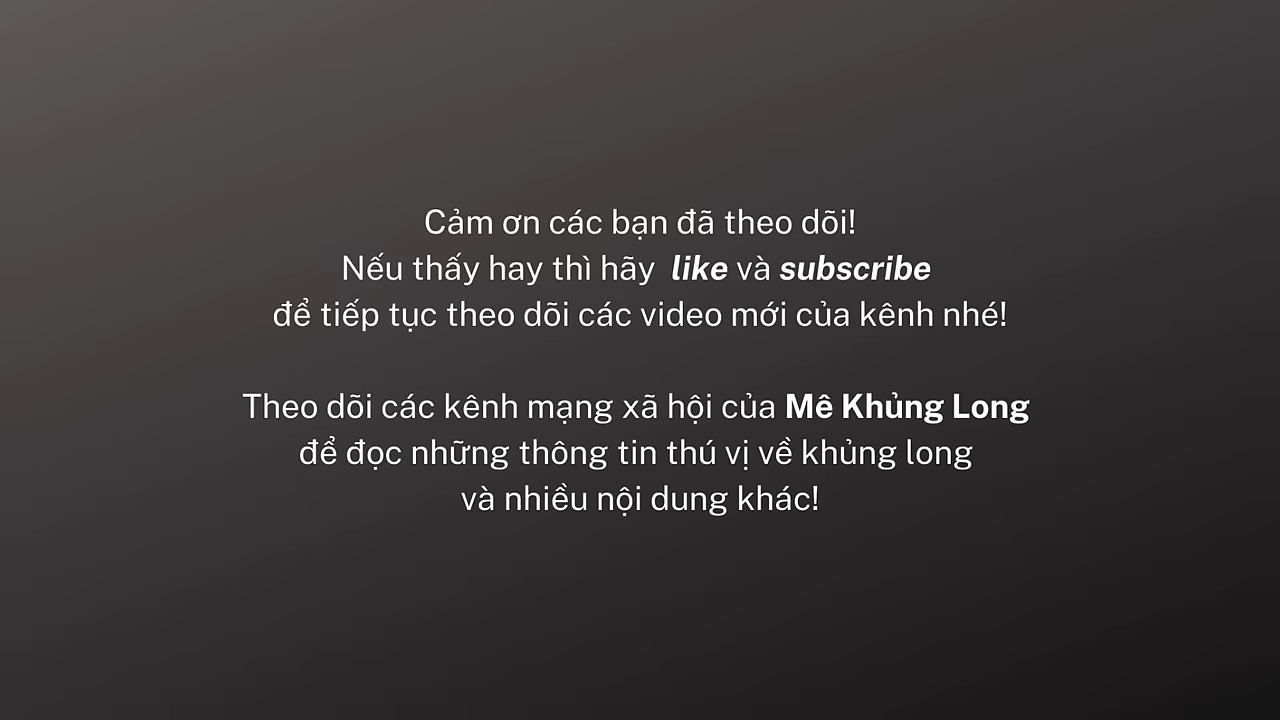 Cảm ơn các bạn đã theo dõi!
Nếu thấy hay thì hãy like và subscribe
để tiếp tục theo dõi các video mới của kênh nhé!
Theo dõi các kênh mạng xã hội của Mê Khủng Long
để đọc những thông tin thú vị về khủng long
và nhiều nội dung khác!